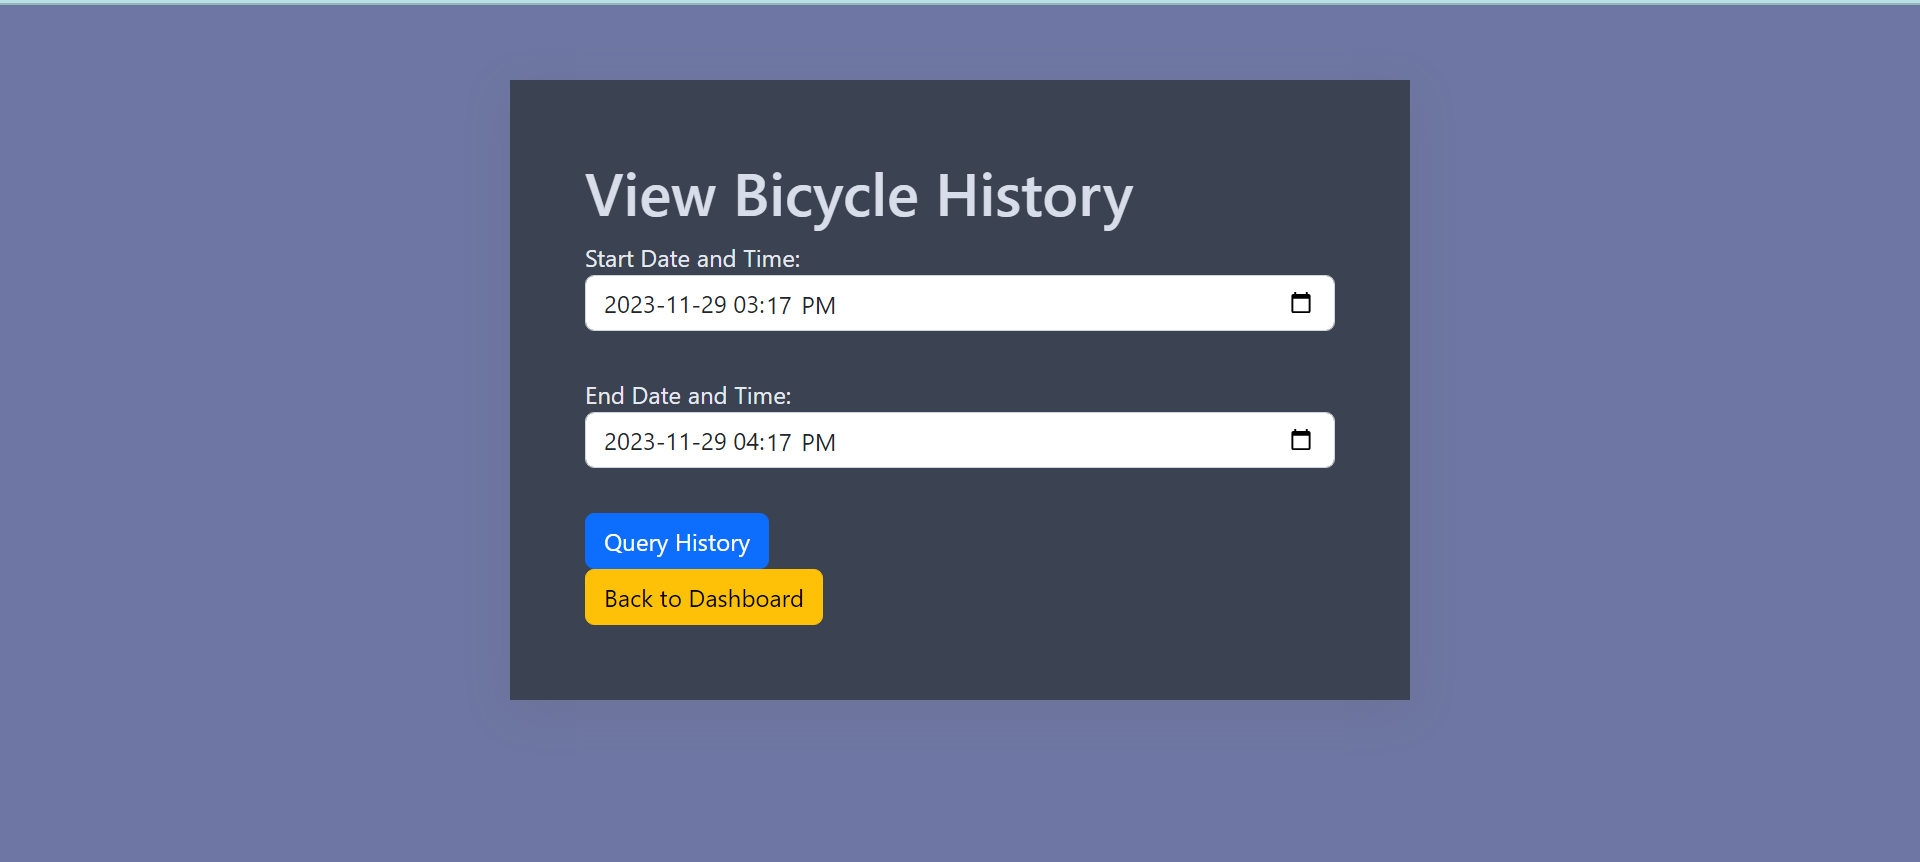 View Bicycle History
Start Date and Time:
2023-11-29 03:17 PM
End Date and Time:
2023-11-29 04:17 PM
Query History
Back to Dashboard